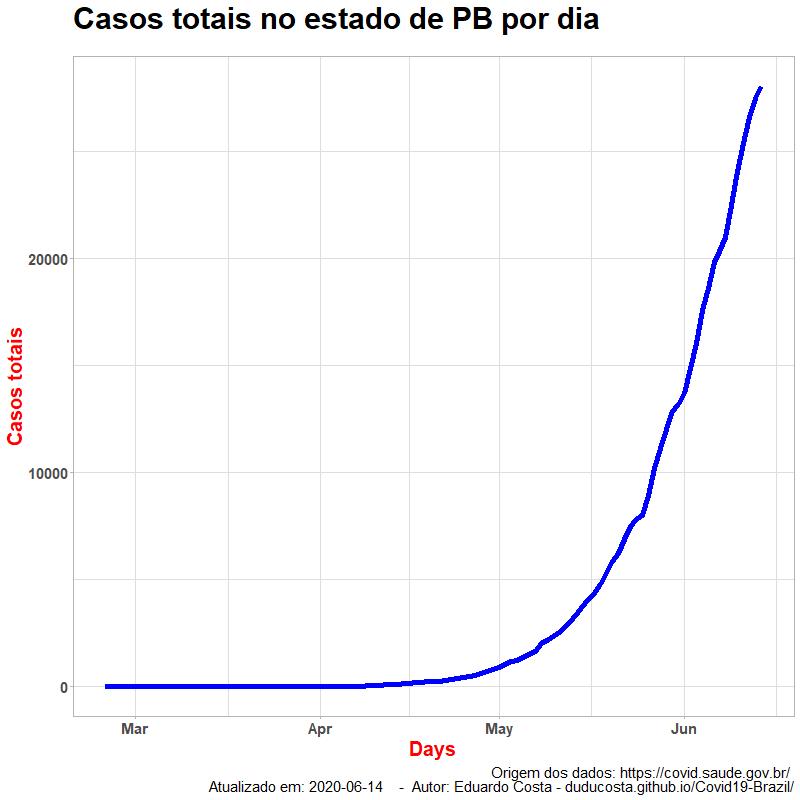 Casos totais no estado de PB por dia
Casos totais
20000
10000
0
Mar Apr May Jun
Days
Origem dos dados: https://covid.saude.gov.br/
Atualizado em: 2020-06-14 - Autor: Eduardo Costa - duducosta.github.io/Covid19-Brazil/